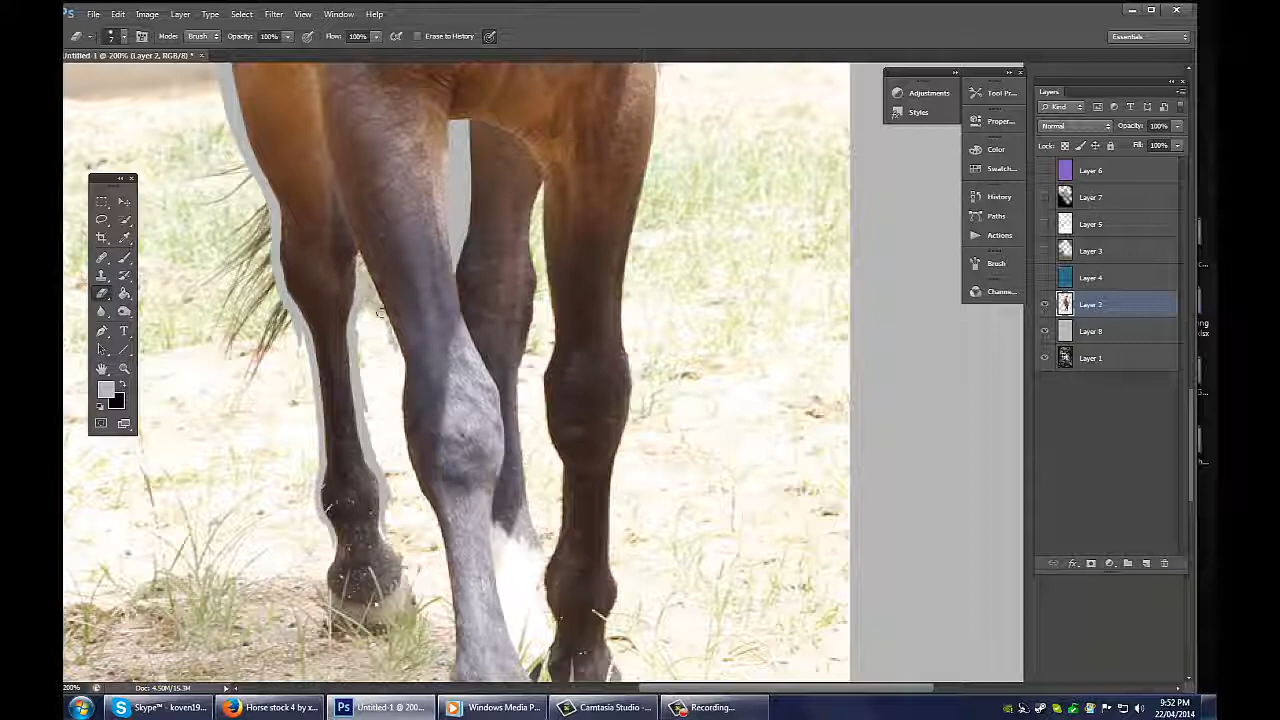 Ps File Edit Image Layer Type Select Filter View Window Help
Mode: Brush Opacity: 100% Flow: 100% Erase to History Essentials
Untitled-1 @ 200% (Layer 2, RGB/8) * ×
Adjustments
Styles
Tool Pr...
Proper...
Color
Swatch...
History
Paths
Actions
Brush
Channe...
Layers
Kind
Normal Opacity: 100%
Lock: Fill: 100%
Layer 6
Layer 7
Layer 5
Layer 3
Layer 4
Layer 2
Layer 8
Layer 1
200% Doc: 4.50M/15.3M
Skype™ - koven19... Horse stock 4 by x... Untitled-1 @ 200%... Windows Media P... Camtasia Studio - ... Recording...
9:52 PM
22/04/2014